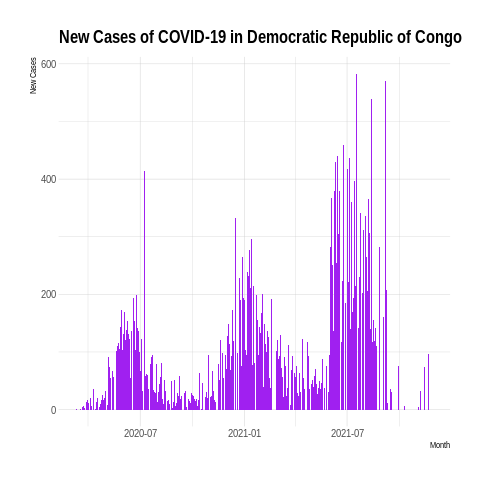 New Cases of COVID-19 in Democratic Republic of Congo
New Cases
600
400
200
0
2020-07
2021-01
2021-07
Month